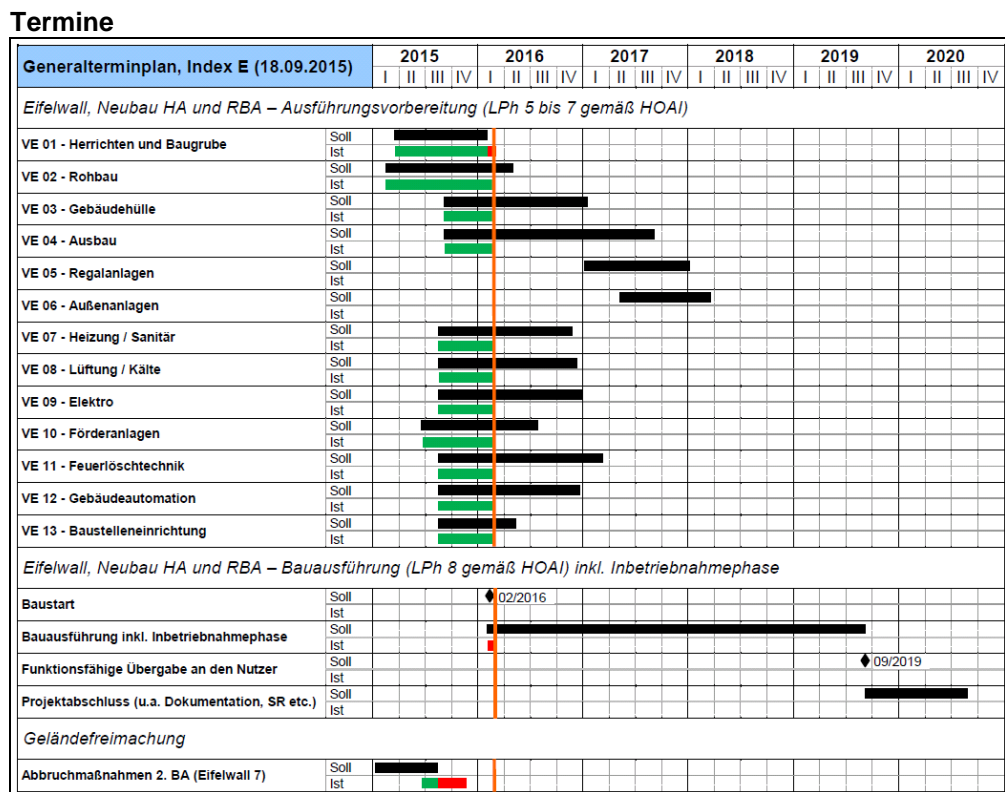 Termine
Generalterminplan, Index E (18.09.2015)
2015 2016 2017 2018 2019 2020
I II III IV I II III IV I II III IV I II III IV I II III IV I II III IV
Eifelwall, Neubau HA und RBA – Ausführungsvorbereitung (LPh 5 bis 7 gemäß HOAI)
VE 01 - Herrichten und Baugrube
Soll
Ist
VE 02 - Rohbau
Soll
Ist
VE 03 - Gebäudehülle
Soll
Ist
VE 04 - Ausbau
Soll
Ist
VE 05 - Regalanlagen
Soll
Ist
VE 06 - Außenanlagen
Soll
Ist
VE 07 - Heizung / Sanitär
Soll
Ist
VE 08 - Lüftung / Kälte
Soll
Ist
VE 09 - Elektro
Soll
Ist
VE 10 - Förderanlagen
Soll
Ist
VE 11 - Feuerlöschtechnik
Soll
Ist
VE 12 - Gebäudeautomation
Soll
Ist
VE 13 - Baustelleneinrichtung
Soll
Ist
Eifelwall, Neubau HA und RBA – Bauausführung (LPh 8 gemäß HOAI) inkl. Inbetriebnahmephase
Baustart
Soll
02/2016
Ist
Bauausführung inkl. Inbetriebnahmephase
Soll
Ist
Funktionsfähige Übergabe an den Nutzer
Soll
09/2019
Ist
Projektabschluss (u.a. Dokumentation, SR etc.)
Soll
Ist
Geländefreimachung
Abbruchmaßnahmen 2. BA (Eifelwall 7)
Soll
Ist